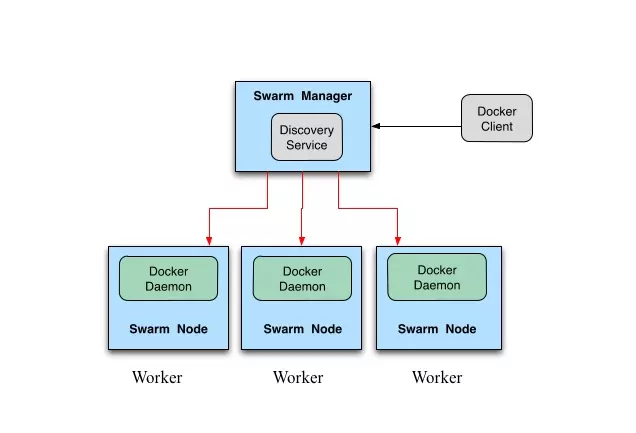 Swarm Manager
Discovery
Service
Docker
Client
Docker
Daemon
Swarm Node
Docker
Daemon
Swarm Node
Docker
Daemon
Swarm Node
Worker
Worker
Worker